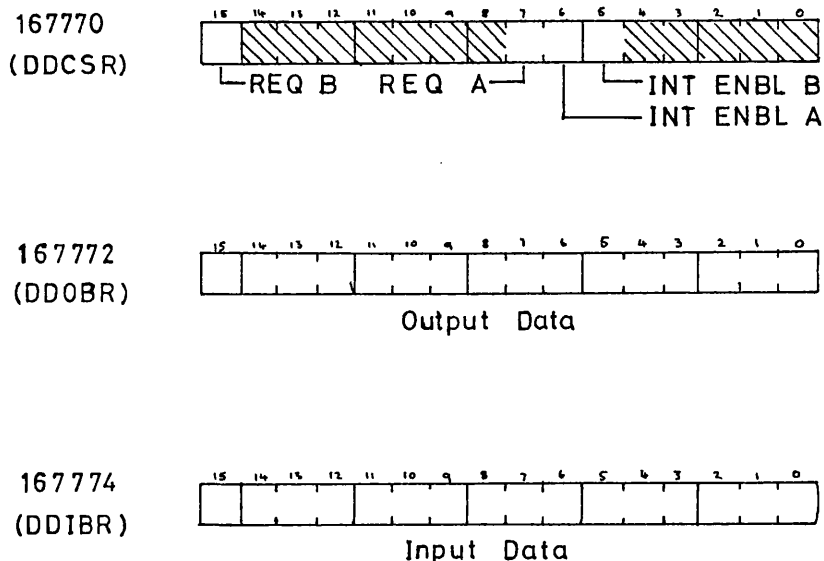 167770
(DDCSR)
15 14 13 12 11 10 9 8 7 6 5 4 3 2 1 0
REQ B REQ A INT ENBL B
INT ENBL A
167772
(DDOBR)
15 14 13 12 11 10 9 8 7 6 5 4 3 2 1 0
Output Data
167774
(DDIBR)
15 14 13 12 11 10 9 8 7 6 5 4 3 2 1 0
Input Data